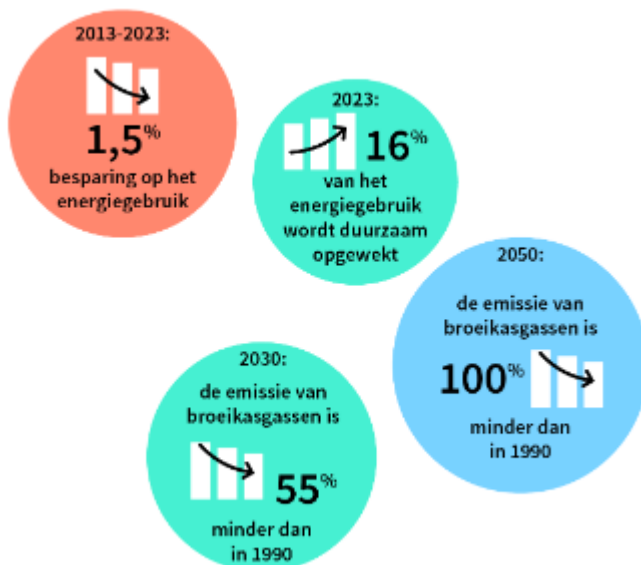 2013-2023:
1,5%
besparing op het
energiegebruik
2023:
16%
van het
energiegebruik
wordt duurzaam
opgewekt
2050:
de emissie van
broeikasgassen is
100%
minder dan
in 1990
2030:
de emissie van
broeikasgassen is
55%
minder dan
in 1990